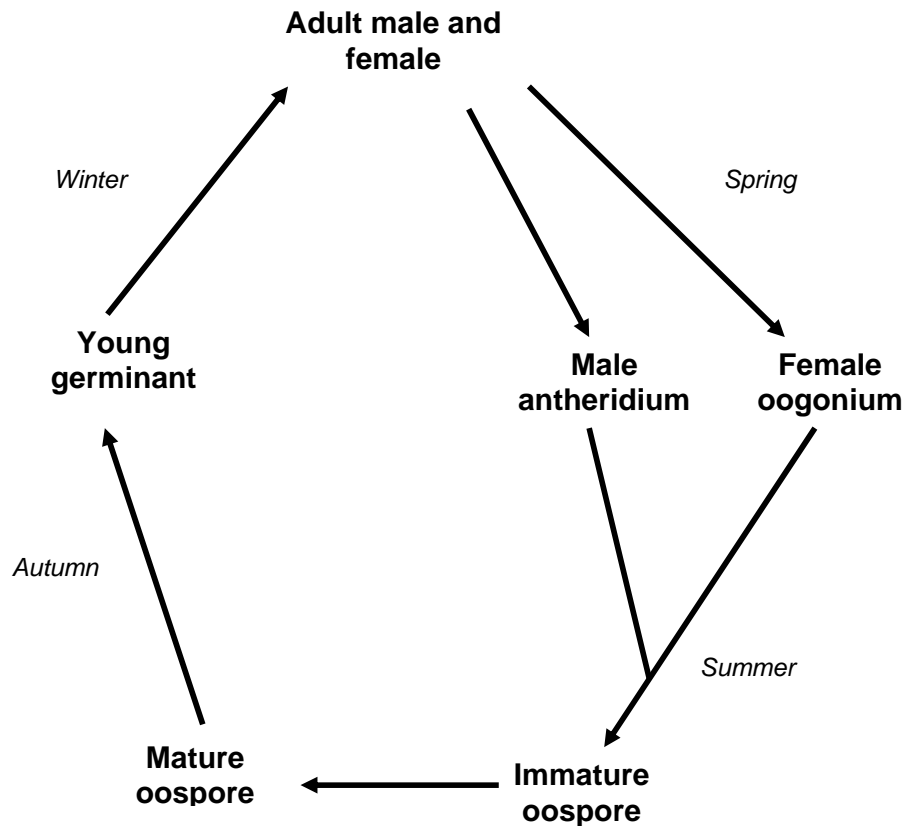 Adult male and
female
Winter
Spring
Young
germinant
Male
antheridium
Female
oogonium
Autumn
Summer
Mature
oospore
Immature
oospore